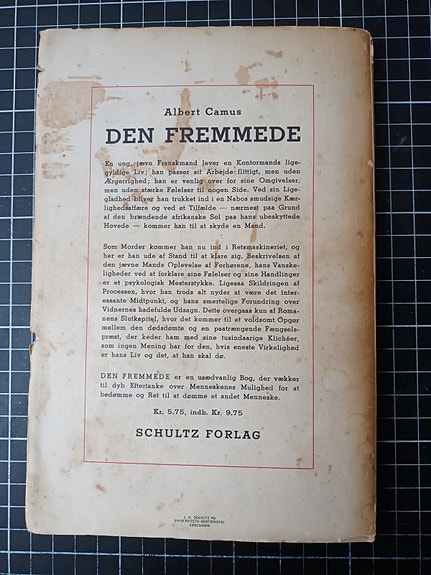 Albert Camus
DEN FREMMEDE
En ung, jævn Franskmand lever en Kontormands lige-
gyldige Liv; han passer sit Arbejde flittigt, men uden
Ærgerrighed; han er venlig over for sine Omgivelser,
men uden stærke Følelser til nogen Side. Ved sin Lige-
gladhed bliver han trukket ind i en Nabos smudsige Kær-
lighedsaffære og ved et Tilfælde — nærmest paa Grund
af den brændende afrikanske Sol paa hans ubeskyttede
Hovede — kommer han til at skyde en Mand.
Som Morder kommer han nu ind i Retsmaskineriet, og
her er han ude af Stand til at klare sig. Beskrivelsen af
den jævne Mands Oplevelse af Forhørene, hans Vanske-
ligheder ved at forklare sine Følelser og sine Handlinger
er et psykologisk Mesterstykke. Ligesaa Skildringen af
Processen, hvor han trods alt nyder at være det inter-
essante Midtpunkt, og hans smertelige Forundring over
Vidnernes hadefulde Udsagn. Dette overgaas kun af Roma-
nens Slutkapitel, hvor det kommer til et voldsomt Opgør
mellem den dødsdømte og en paatrængende Fængsels-
præst, der keder ham med sine tusindaarige Klichéer,
som ingen Mening har for den, hvis eneste Virkelighed
er hans Liv og det, at han skal dø.
DEN FREMMEDE er en usædvanlig Bog, der vækker
til dyb Eftertanke over Menneskenes Mulighed for at
bedømme og Ret til at dømme et andet Menneske.
Kr. 5.75, indb. Kr. 9,75
SCHULTZ FORLAG
J. H. SCHULTZ A/S
UNIVERSITETS-BOGTRYKKERI
KØBENHAVN